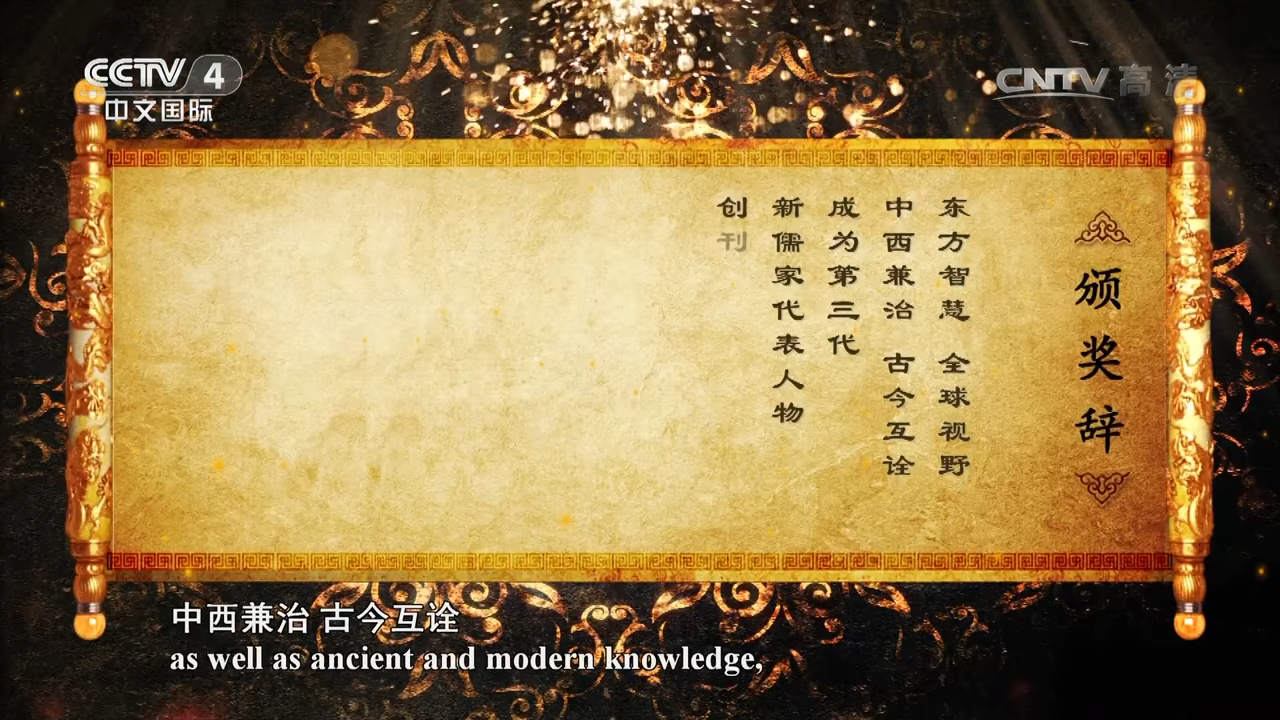 CCTV 4
中文国际
CNTV 高清
颁奖辞
东方智慧 全球视野
中西兼治 古今互诠
成为第三代
新儒家代表人物
创刊
中西兼治 古今互诠
as well as ancient and modern knowledge,